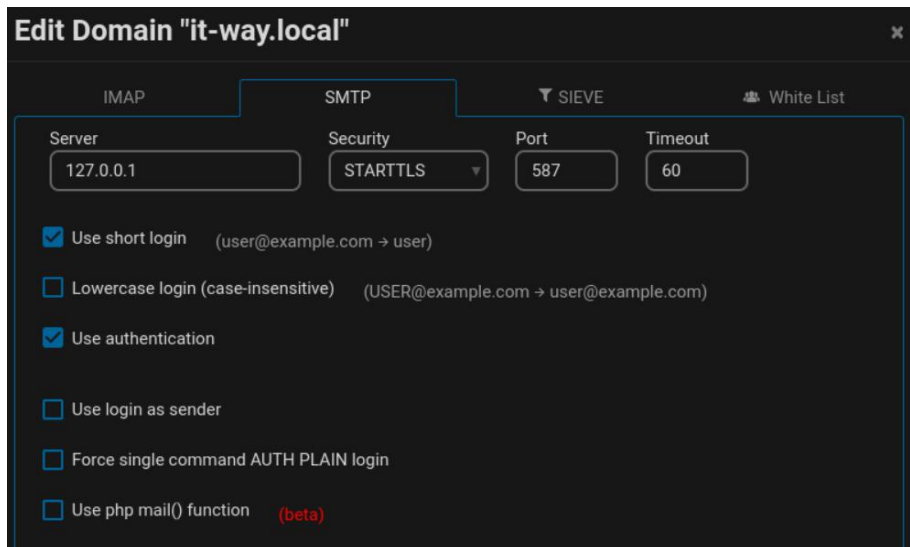 Edit Domain "it-way.local" ×
IMAP SMTP SIEVE White List
Server Security Port Timeout
127.0.0.1 STARTTLS 587 60
Use short login (user@example.com → user)
Lowercase login (case-insensitive) (USER@example.com → user@example.com)
Use authentication
Use login as sender
Force single command AUTH PLAIN login
Use php mail() function (beta)